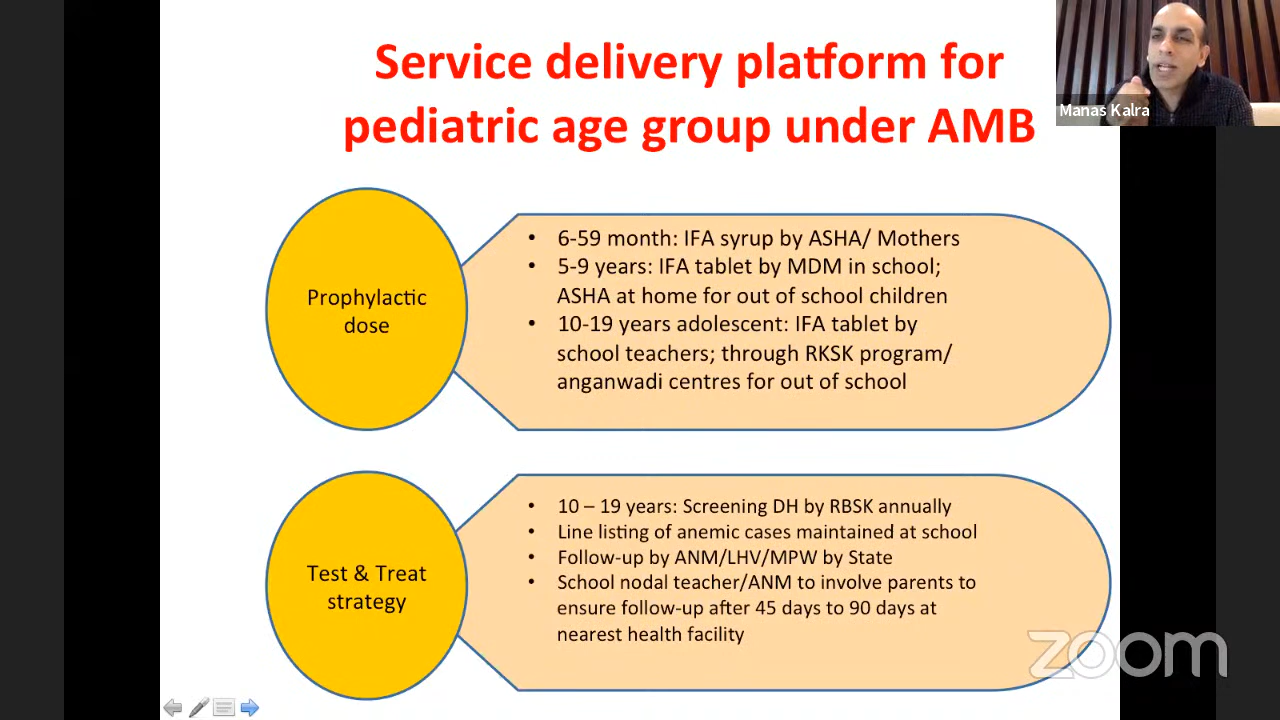 Service delivery platform for
pediatric age group under AMB
Manas Kalra
Prophylactic
dose
• 6-59 month: IFA syrup by ASHA/ Mothers
• 5-9 years: IFA tablet by MDM in school;
ASHA at home for out of school children
• 10-19 years adolescent: IFA tablet by
school teachers; through RKSK program/
anganwadi centres for out of school
Test & Treat
strategy
• 10 – 19 years: Screening DH by RBSK annually
• Line listing of anemic cases maintained at school
• Follow-up by ANM/LHV/MPW by State
• School nodal teacher/ANM to involve parents to
ensure follow-up after 45 days to 90 days at
nearest health facility
zoom